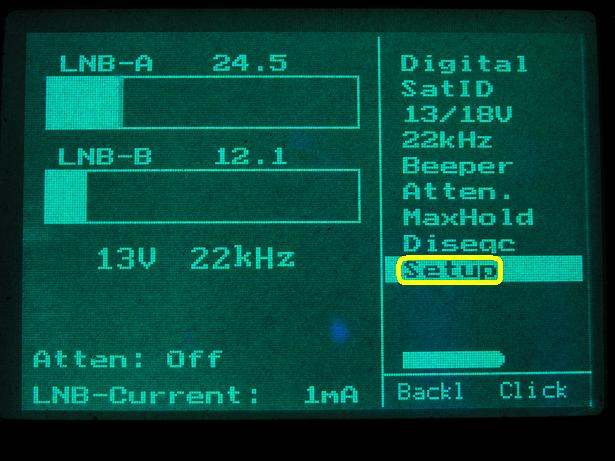 LNB-A 24.5
LNB-B 12.1
13V 22kHz
Atten: Off
LNB-Current: 1mA
Digital
SatID
13/18V
22kHz
Beeper
Atten.
MaxHold
Diseqc
Setup
Backl Click